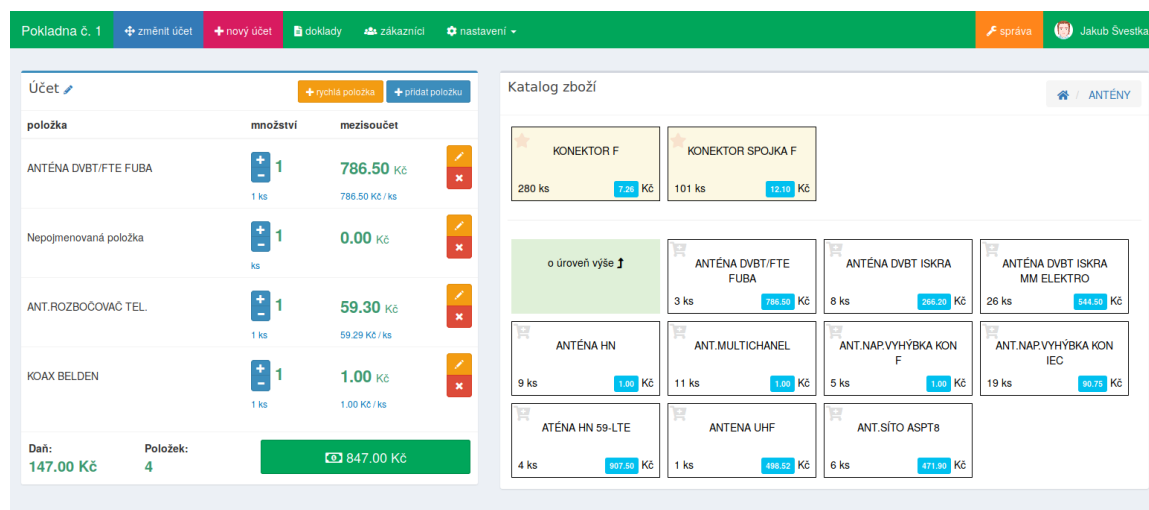 Pokladna č. 1 změnit účet nový účet doklady zákazníci nastavení správa Jakub Švestka
Účet rychlá položka přidat položku
položka množství mezisoučet
ANTÉNA DVBT/FTE FUBA + − 1 786.50 Kč
1 ks 786.50 Kč / ks
Nepojmenovaná položka + − 1 0.00 Kč
ks
ANT.ROZBOČOVAČ TEL. + − 1 59.30 Kč
1 ks 59.29 Kč / ks
KOAX BELDEN + − 1 1.00 Kč
1 ks 1.00 Kč / ks
Daň: Položek:
147.00 Kč 4 847.00 Kč
Katalog zboží / ANTÉNY
KONEKTOR F KONEKTOR SPOJKA F
280 ks 7.26 Kč 101 ks 12.10 Kč
o úroveň výše ANTÉNA DVBT/FTE ANTÉNA DVBT ISKRA ANTÉNA DVBT ISKRA
FUBA MM ELEKTRO
3 ks 786.50 Kč 8 ks 266.20 Kč 26 ks 544.50 Kč
ANTÉNA HN ANT.MULTICHANEL ANT.NAP.VYHÝBKA KON ANT.NAP.VYHÝBKA KON
F IEC
9 ks 1.00 Kč 11 ks 1.00 Kč 5 ks 1.00 Kč 19 ks 90.75 Kč
ATÉNA HN 59-LTE ANTENA UHF ANT.SÍTO ASPT8
4 ks 907.50 Kč 1 ks 498.52 Kč 6 ks 471.90 Kč